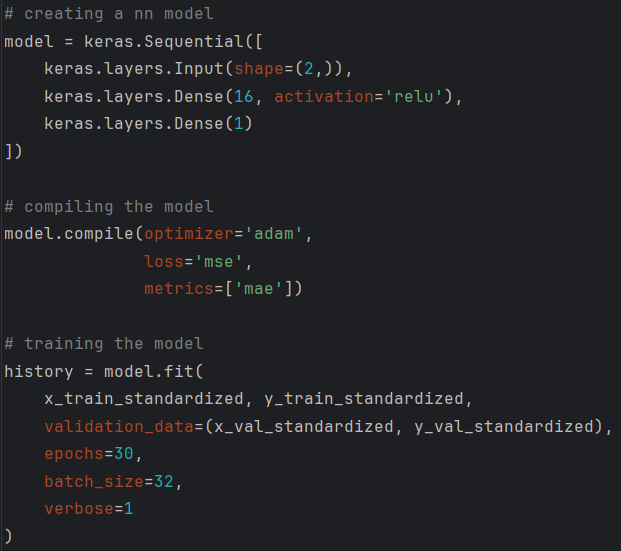 # creating a nn model
model = keras.Sequential([
    keras.layers.Input(shape=(2,)),
    keras.layers.Dense(16, activation='relu'),
    keras.layers.Dense(1)
])

# compiling the model
model.compile(optimizer='adam',
              loss='mse',
              metrics=['mae'])

# training the model
history = model.fit(
    x_train_standardized, y_train_standardized,
    validation_data=(x_val_standardized, y_val_standardized),
    epochs=30,
    batch_size=32,
    verbose=1
)